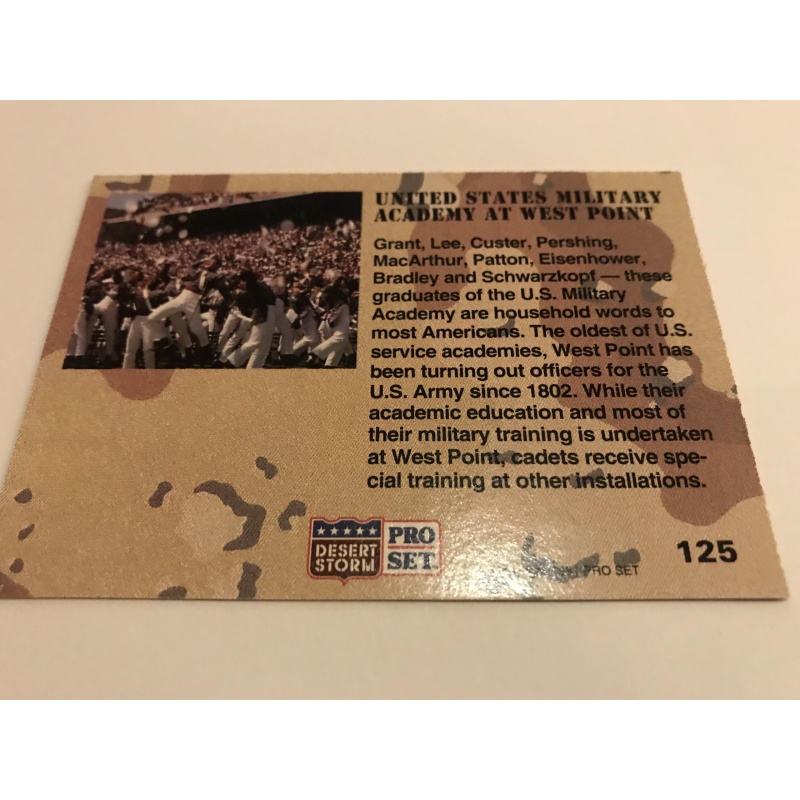 UNITED STATES MILITARY
ACADEMY AT WEST POINT
Grant, Lee, Custer, Pershing,
MacArthur, Patton, Eisenhower,
Bradley and Schwarzkopf — these
graduates of the U.S. Military
Academy are household words to
most Americans. The oldest of U.S.
service academies, West Point has
been turning out officers for the
U.S. Army since 1802. While their
academic education and most of
their military training is undertaken
at West Point, cadets receive spe-
cial training at other installations.
DESERT
STORM
PRO
SET
PRO SET
125